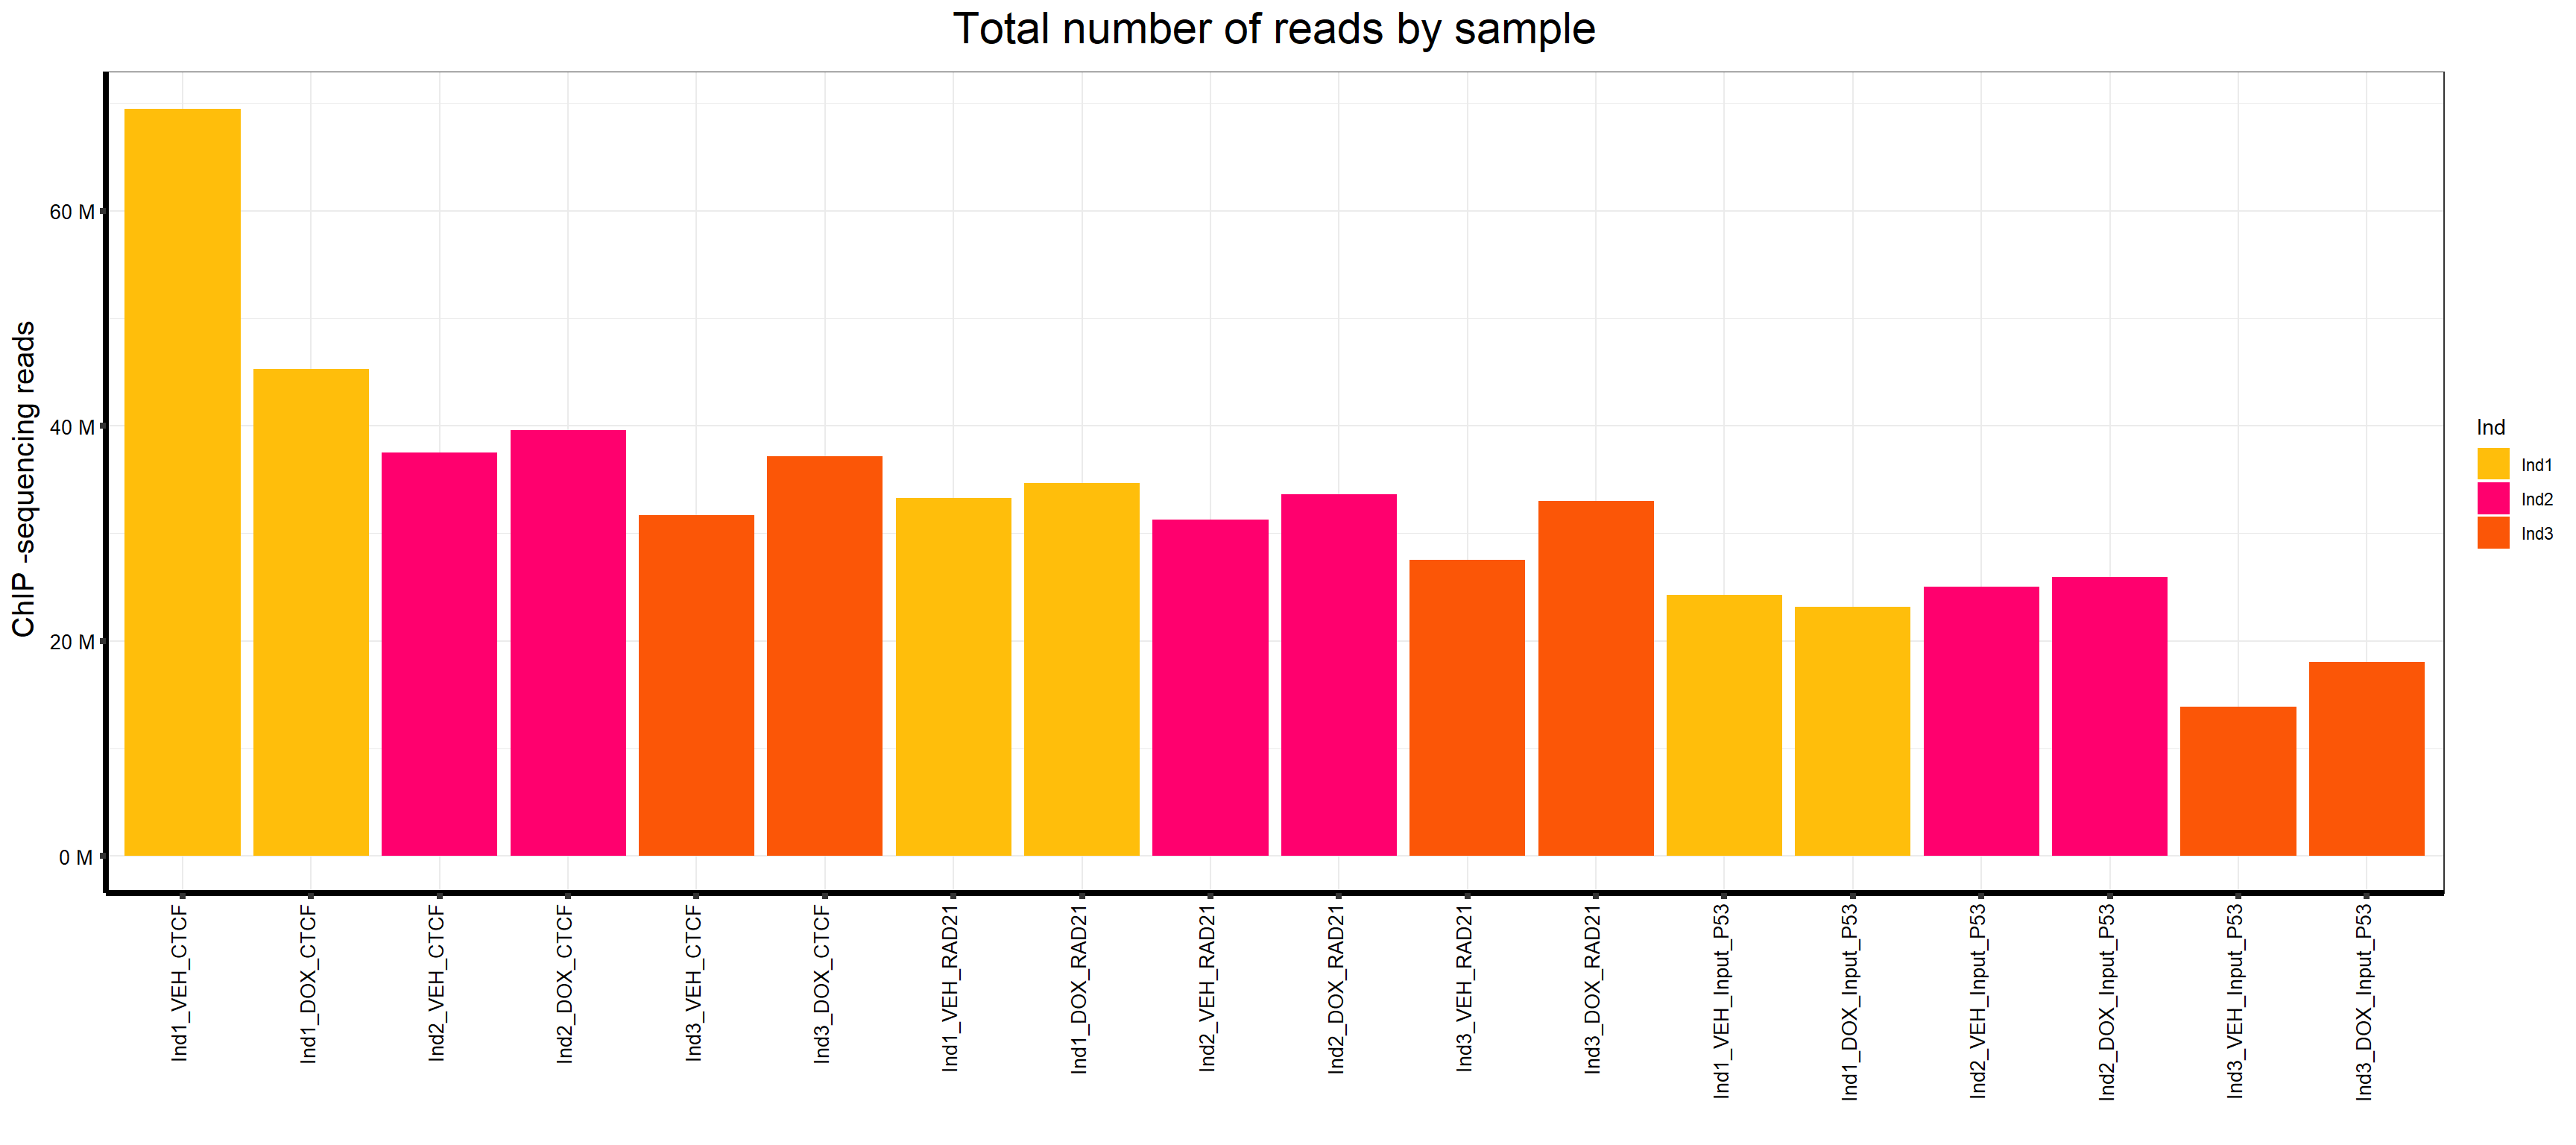 Total number of reads by sample
ChIP -sequencing reads
60 M
40 M
20 M
0 M
Ind1_VEH_CTCF
Ind1_DOX_CTCF
Ind2_VEH_CTCF
Ind2_DOX_CTCF
Ind3_VEH_CTCF
Ind3_DOX_CTCF
Ind1_VEH_RAD21
Ind1_DOX_RAD21
Ind2_VEH_RAD21
Ind2_DOX_RAD21
Ind3_VEH_RAD21
Ind3_DOX_RAD21
Ind1_VEH_Input_P53
Ind1_DOX_Input_P53
Ind2_VEH_Input_P53
Ind2_DOX_Input_P53
Ind3_VEH_Input_P53
Ind3_DOX_Input_P53
Ind
Ind1
Ind2
Ind3